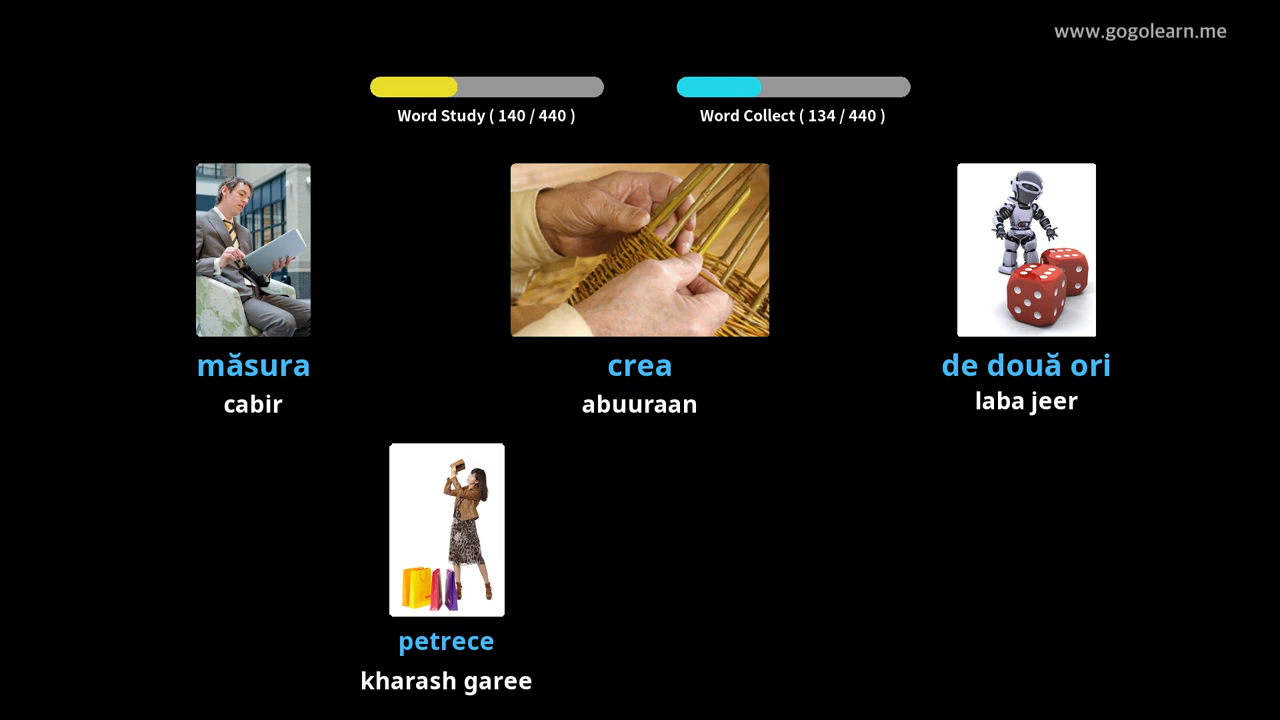 www.gogolearn.me
Word Study ( 140 / 440 )
Word Collect ( 134 / 440 )
măsura
crea
de două ori
cabir
abuuraan
laba jeer
petrece
kharash garee